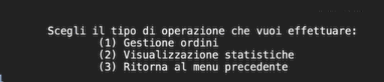 Scegli il tipo di operazione che vuoi effettuare:
(1) Gestione ordini
(2) Visualizzazione statistiche
(3) Ritorna al menu precedente